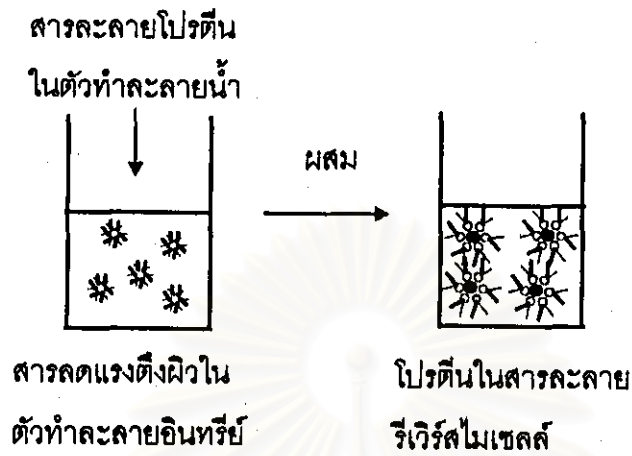 สารละลายโปรตีน
ในตัวทำละลายน้ำ
ผสม
สารลดแรงตึงผิวใน
ตัวทำละลายอินทรีย์
โปรตีนในสารละลาย
รีเวิร์สไมเซลล์